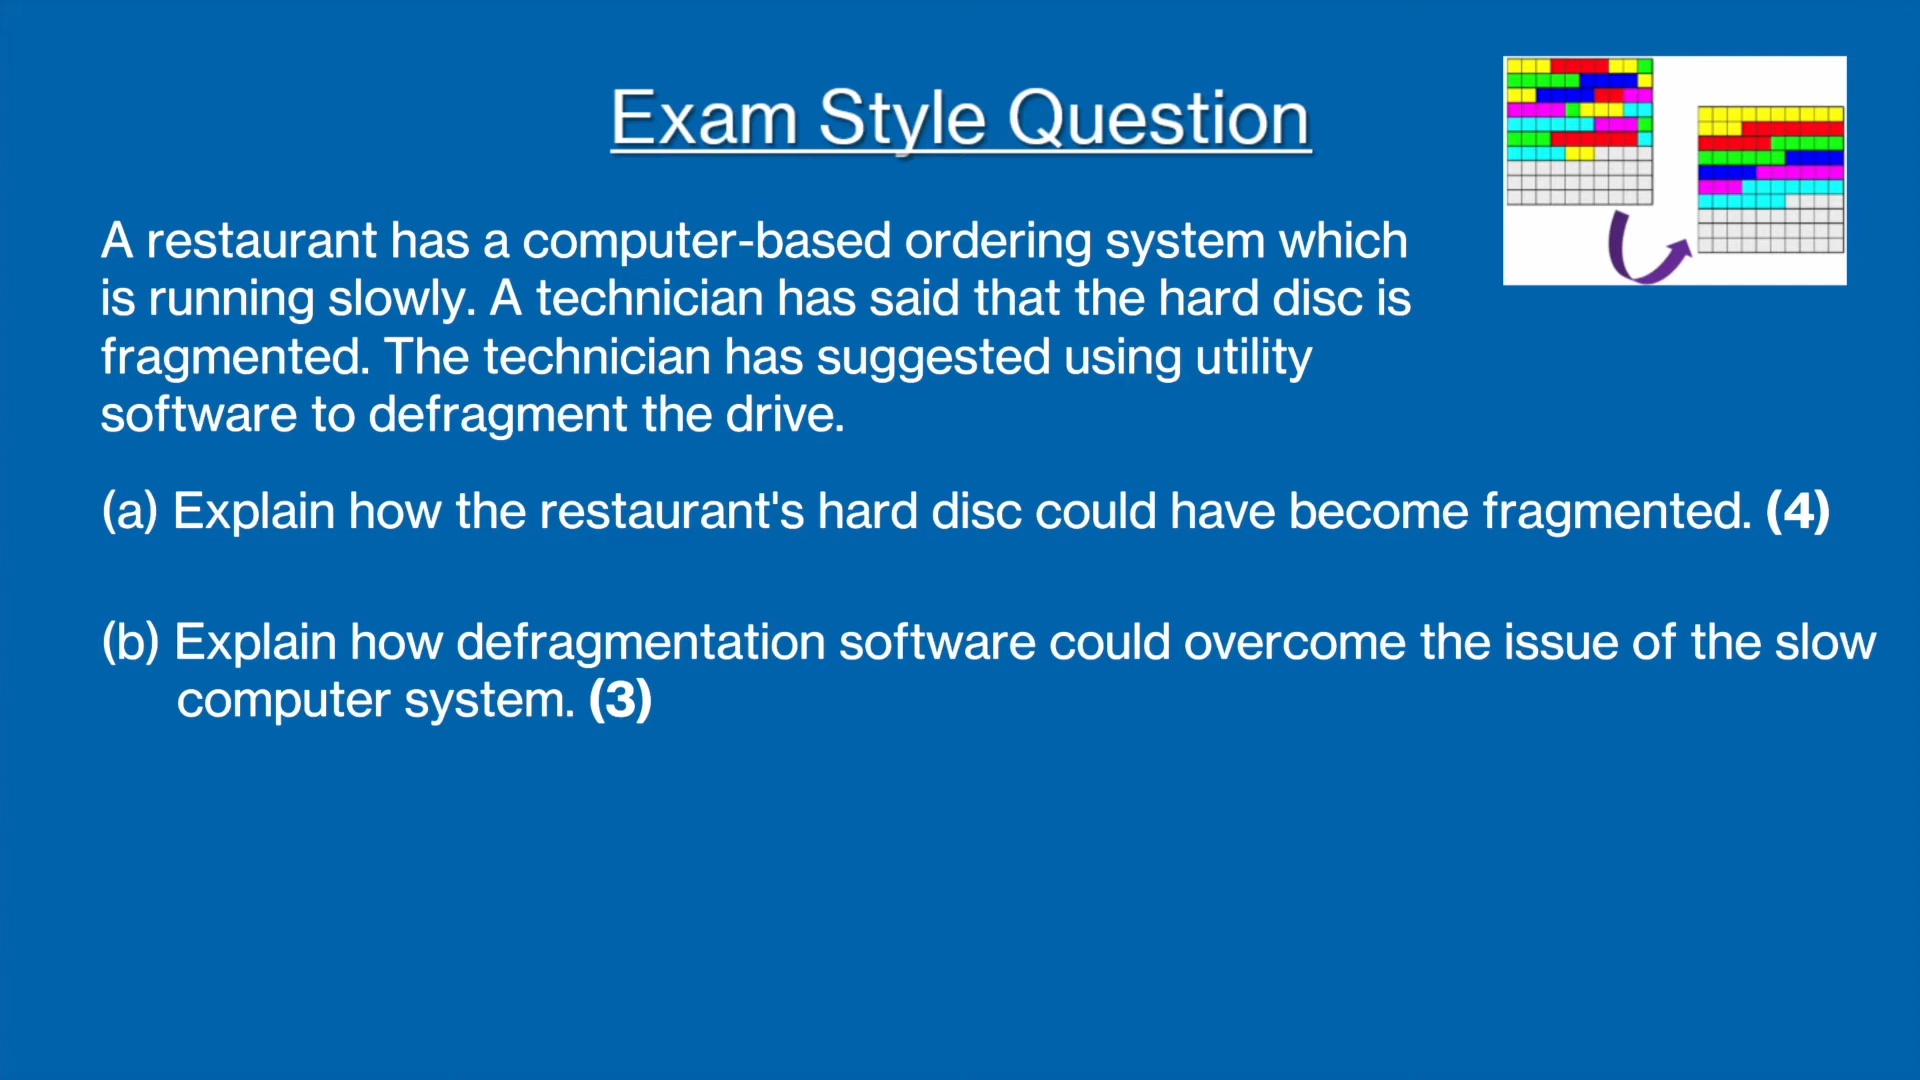 Exam Style Question
A restaurant has a computer-based ordering system which
is running slowly. A technician has said that the hard disc is
fragmented. The technician has suggested using utility
software to defragment the drive.
(a) Explain how the restaurant's hard disc could have become fragmented. (4)
(b) Explain how defragmentation software could overcome the issue of the slow
computer system. (3)